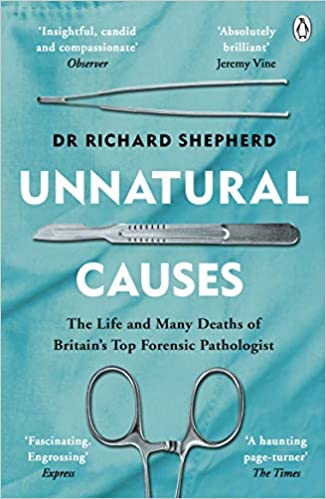 'Insightful, candid
and compassionate'
Observer
'Absolutely
brilliant'
Jeremy Vine
DR RICHARD SHEPHERD
UNNATURAL
CAUSES
The Life and Many Deaths of
Britain's Top Forensic Pathologist
'Fascinating.
Engrossing'
Express
'A haunting
page-turner'
The Times